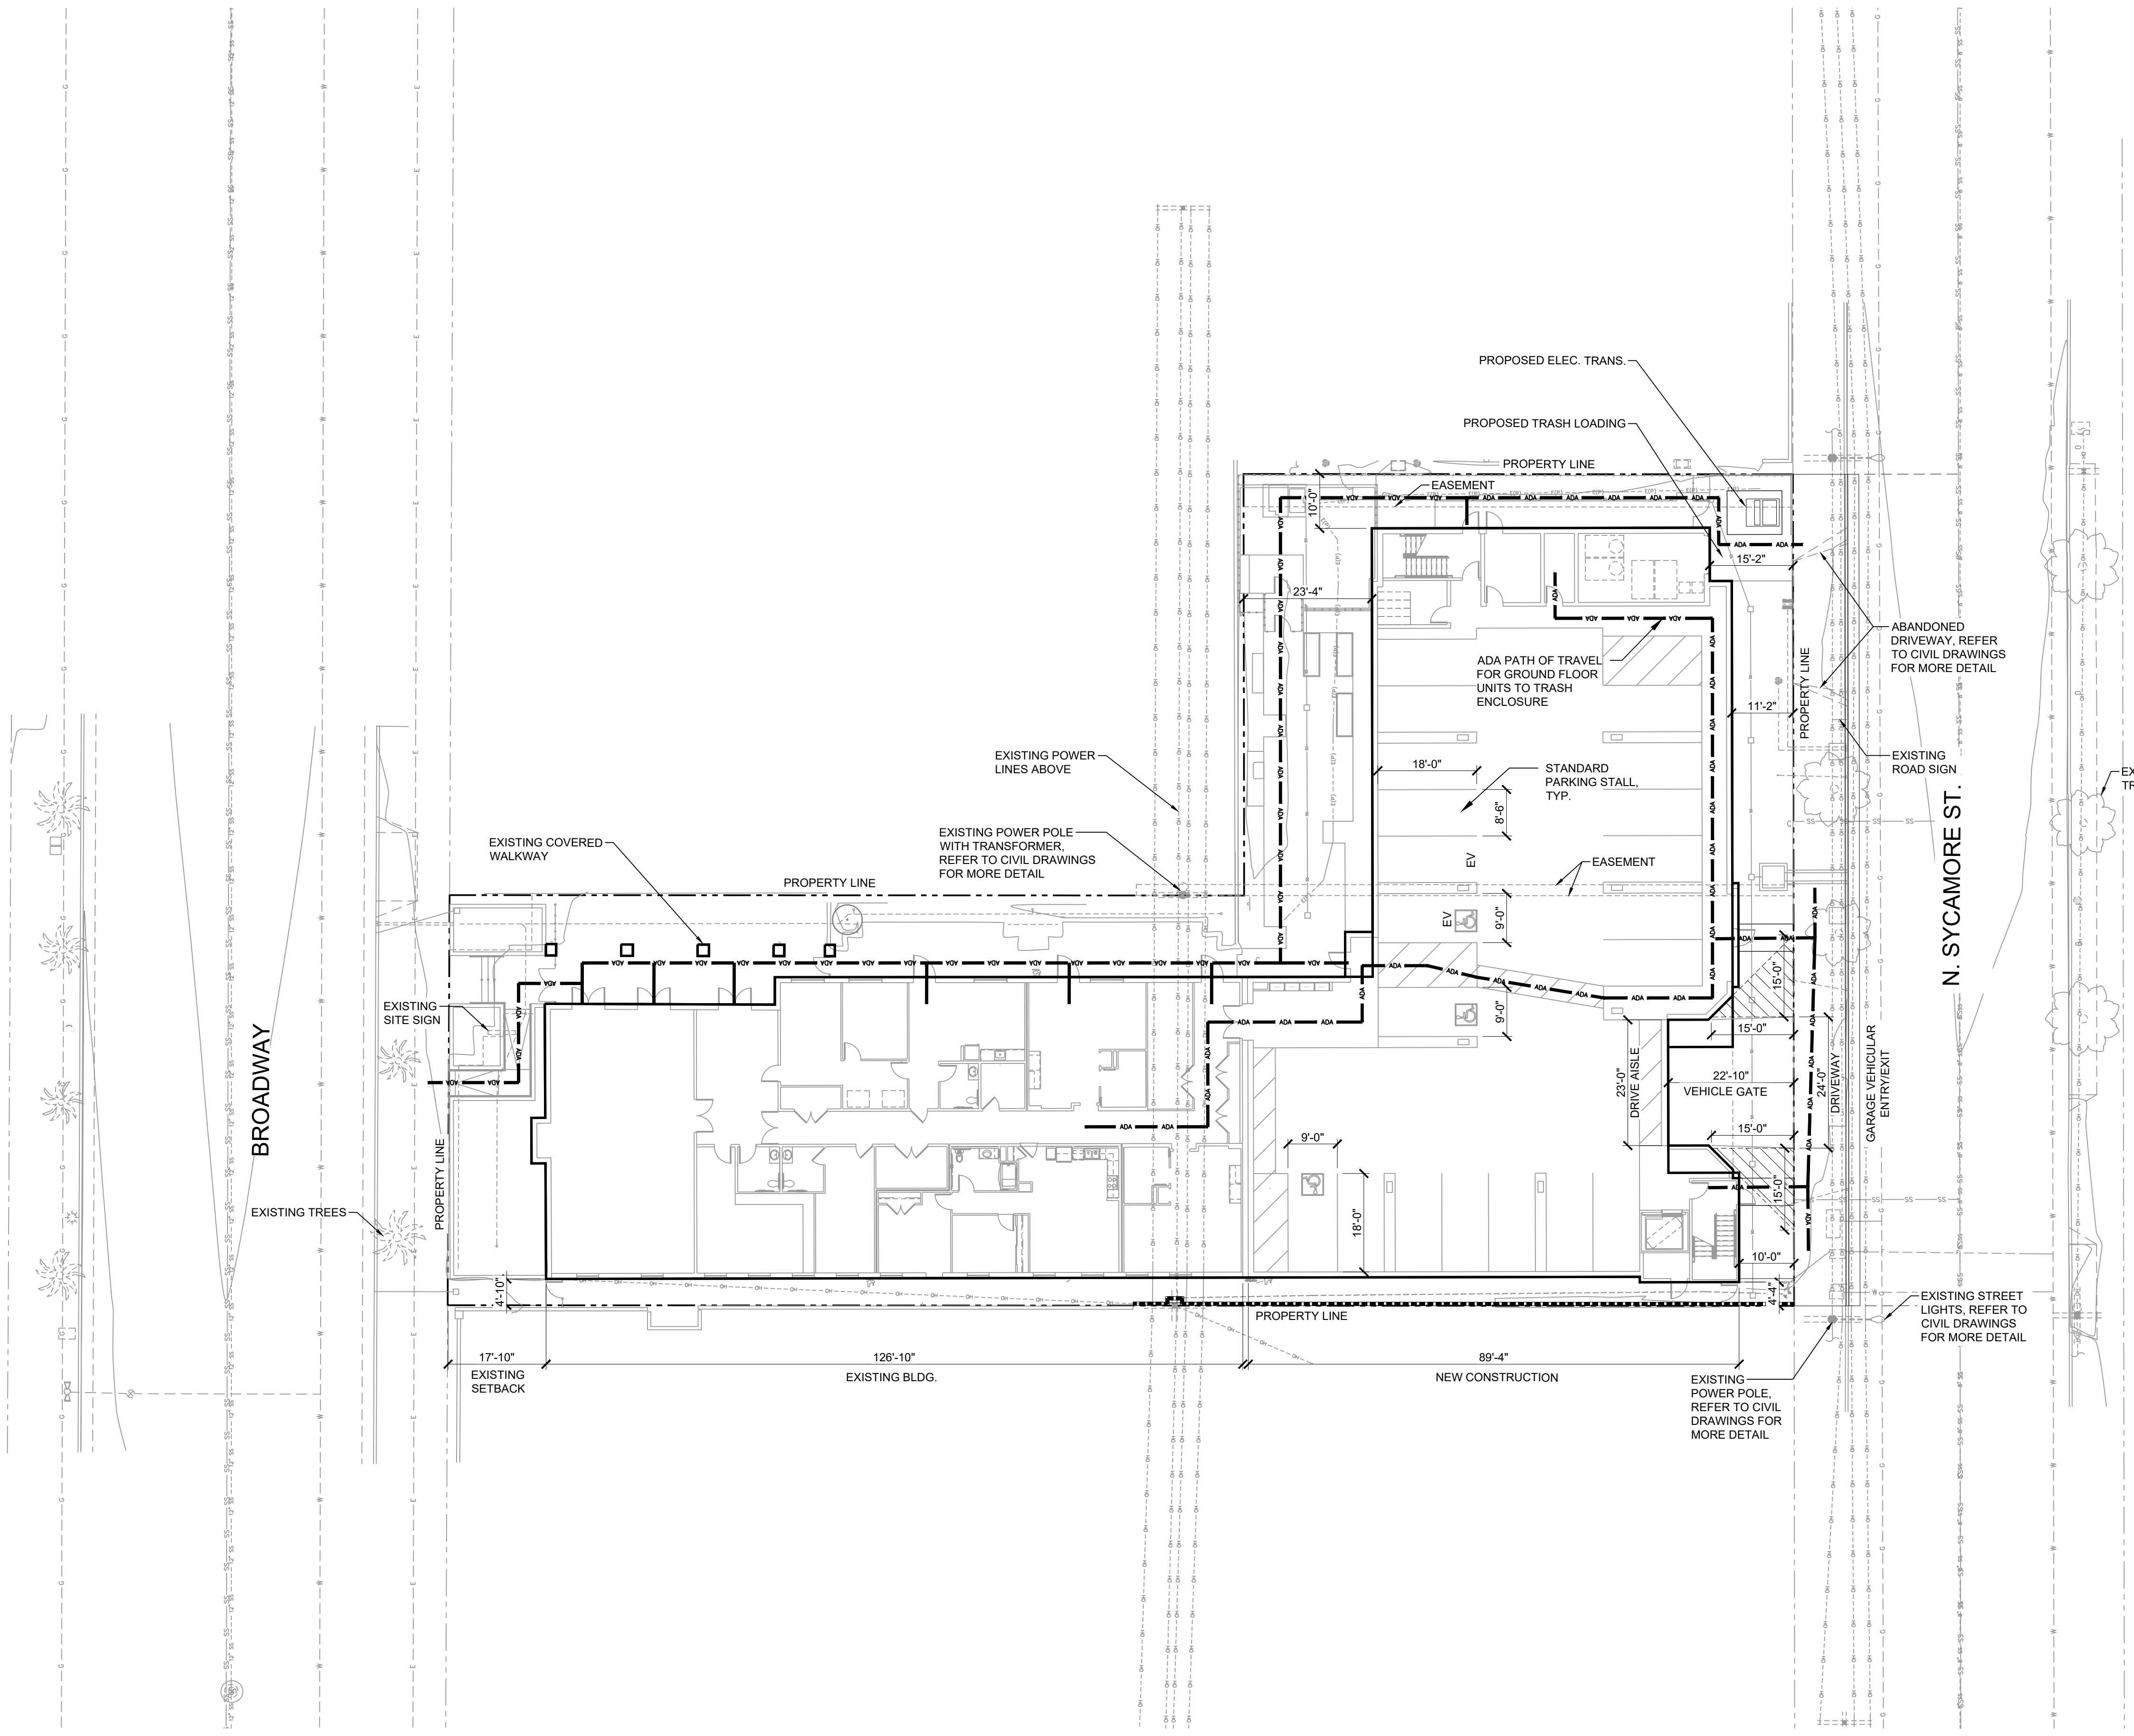 PROPOSED ELEC. TRANS.
PROPOSED TRASH LOADING
PROPERTY LINE
EASEMENT
10'-0"
15'-2"
23'-4"
ABANDONED
DRIVEWAY, REFER
TO CIVIL DRAWINGS
FOR MORE DETAIL
ADA PATH OF TRAVEL
FOR GROUND FLOOR
UNITS TO TRASH
ENCLOSURE
PROPERTY LINE
11'-2"
EXISTING POWER
LINES ABOVE
18'-0"
STANDARD
PARKING STALL,
TYP.
EXISTING
ROAD SIGN
8'-6"
EX
TR
EXISTING COVERED
WALKWAY
EXISTING POWER POLE
WITH TRANSFORMER,
REFER TO CIVIL DRAWINGS
FOR MORE DETAIL
EV
EASEMENT
N. SYCAMORE ST.
PROPERTY LINE
EV
9'-0"
15'-0"
EXISTING
SITE SIGN
9'-0"
15'-0"
BROADWAY
23'-0"
DRIVE AISLE
22'-10"
VEHICLE GATE
24'-0"
DRIVEWAY
GARAGE VEHICULAR
ENTRY/EXIT
ADA
ADA
15'-0"
9'-0"
PROPERTY LINE
15'-0"
EXISTING TREES
18'-0"
10'-0"
4'-10"
4'-4"
EXISTING STREET
LIGHTS, REFER TO
CIVIL DRAWINGS
FOR MORE DETAIL
PROPERTY LINE
17'-10"
EXISTING
SETBACK
126'-10"
EXISTING BLDG.
89'-4"
NEW CONSTRUCTION
EXISTING
POWER POLE,
REFER TO CIVIL
DRAWINGS FOR
MORE DETAIL